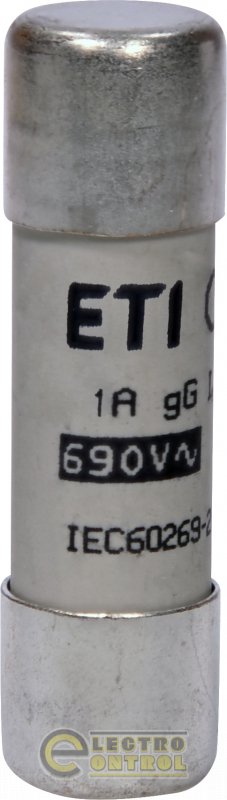 ETI
1A gG
690V~
IEC60269-2
ELECTRO
CONTROL